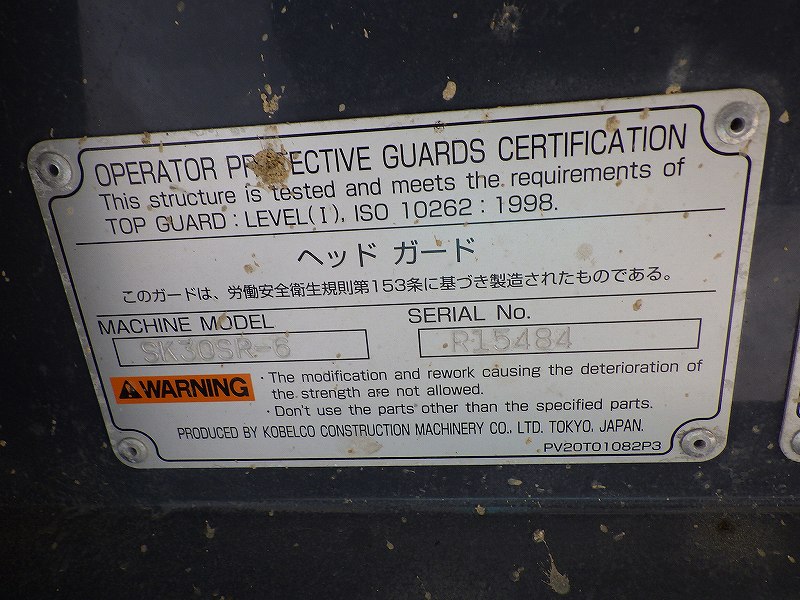 OPERATOR PROTECTIVE GUARDS CERTIFICATION
This structure is tested and meets the requirements of
TOP GUARD : LEVEL(I), ISO 10262 : 1998.
ヘッド ガード
このガードは、労働安全衛生規則第153条に基づき製造されたものである。
MACHINE MODEL SERIAL No.
SK30SR-6 R15484
WARNING
・The modification and rework causing the deterioration of
the strength are not allowed.
・Don't use the parts other than the specified parts.
PRODUCED BY KOBELCO CONSTRUCTION MACHINERY CO., LTD. TOKYO, JAPAN.
PV20T01082P3